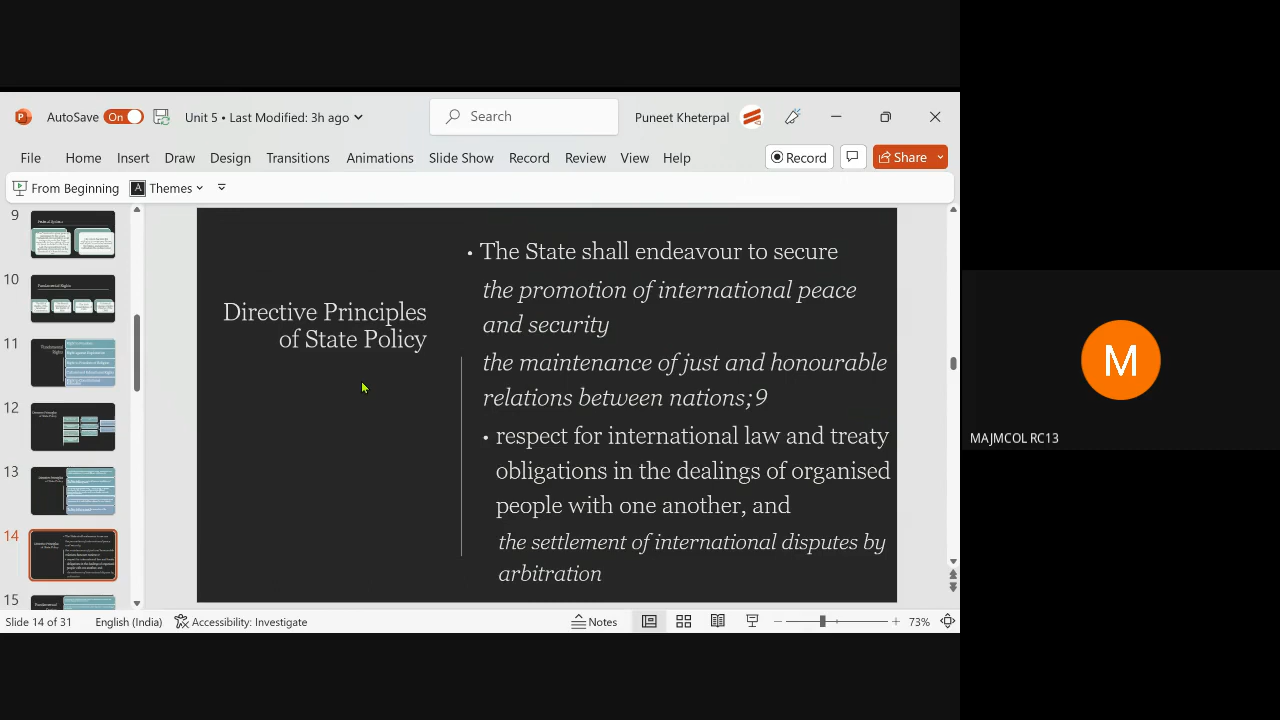 AutoSave On Unit 5 • Last Modified: 3h ago Search Puneet Kheterpal
File Home Insert Draw Design Transitions Animations Slide Show Record Review View Help Record Share
From Beginning A Themes
9
10
Fundamental Rights
11
12
13
14
15
Directive Principles
of State Policy
• The State shall endeavour to secure
the promotion of international peace
and security
the maintenance of just and honourable
relations between nations;9
• respect for international law and treaty
obligations in the dealings of organised
people with one another, and
he settlement of international disputes by
arbitration
Slide 14 of 31 English (India) Accessibility: Investigate Notes 73%
M
MAJMCOL RC13